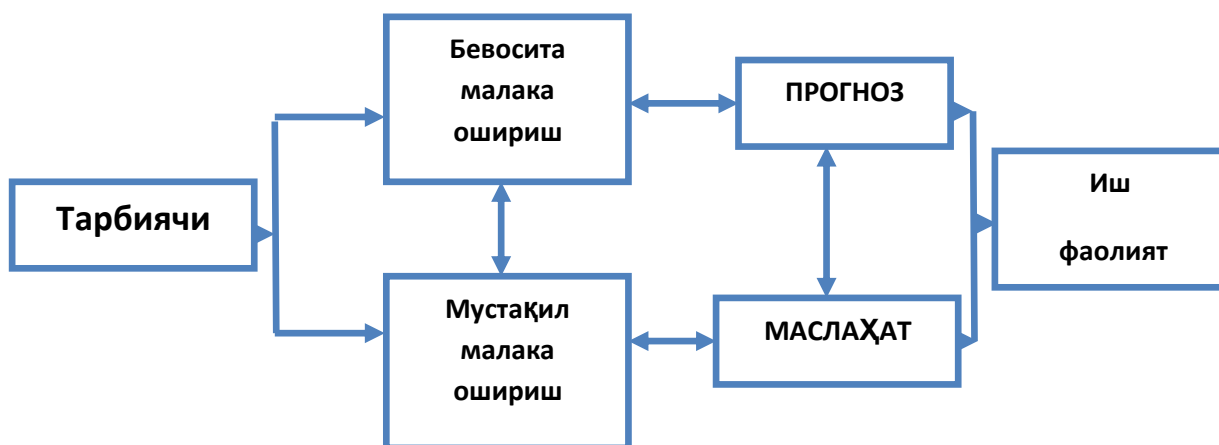 Тарбиячи
Бевосита
малака
ошириш
Мустақил
малака
ошириш
ПРОГНОЗ
МАСЛАҲАТ
Иш
фаолият